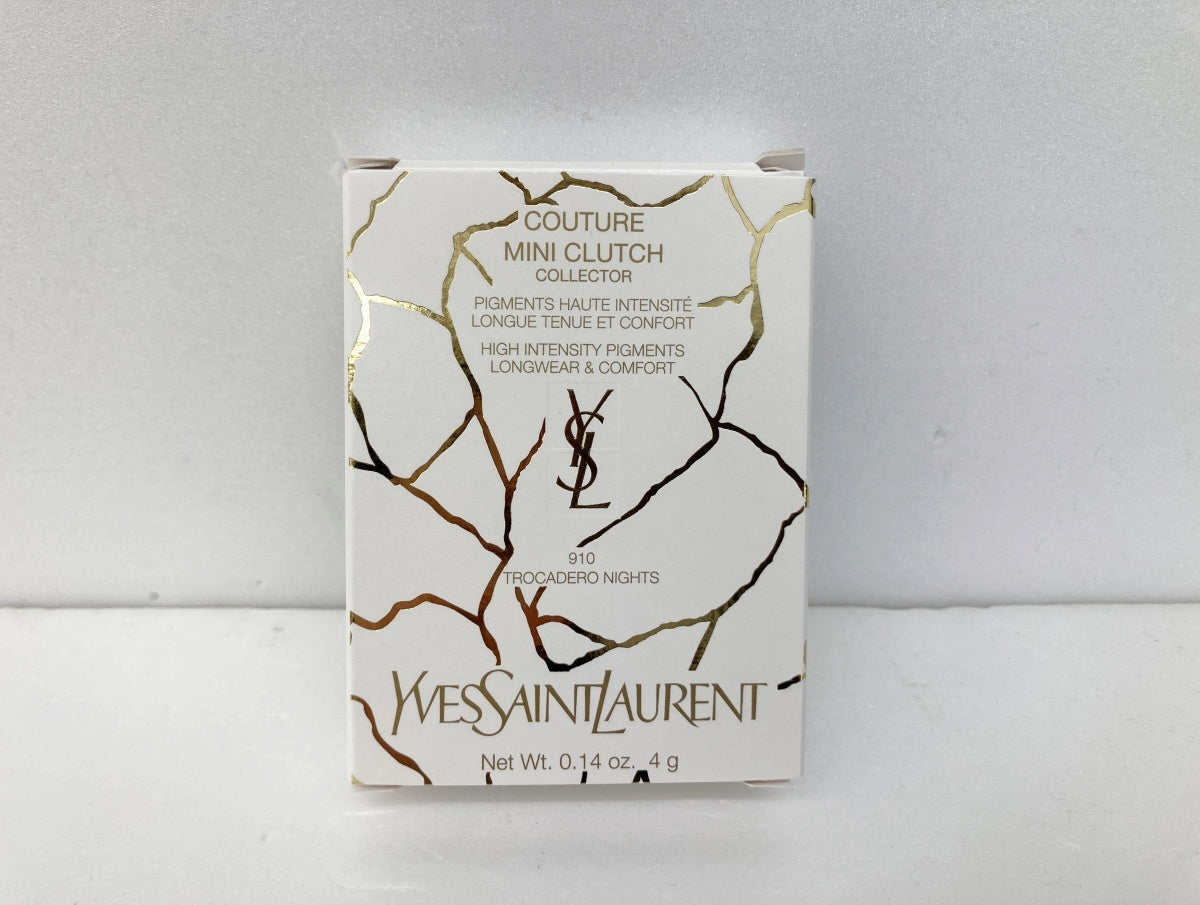 COUTURE
MINI CLUTCH
COLLECTOR
PIGMENTS HAUTE INTENSITÉ
LONGUE TENUE ET CONFORT
HIGH INTENSITY PIGMENTS
LONGWEAR & COMFORT
YSL
910
TROCADERO NIGHTS
YVESSAINTLAURENT
Net Wt. 0.14 oz. 4 g